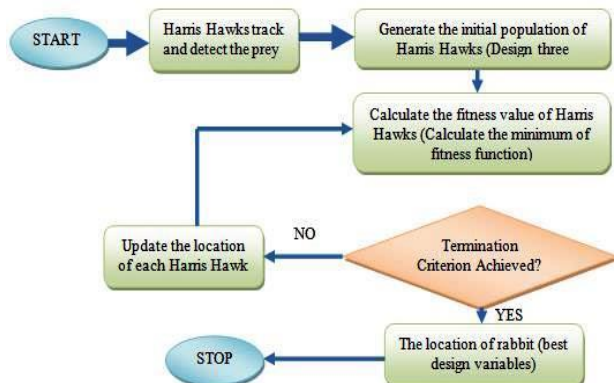 START
Harris Hawks track
and detect the prey
Generate the initial population of
Harris Hawks (Design three
Calculate the fitness value of Harris
Hawks (Calculate the minimum of
fitness function)
Termination
Criterion Achieved?
NO
Update the location
of each Harris Hawk
YES
The location of rabbit (best
design variables)
STOP